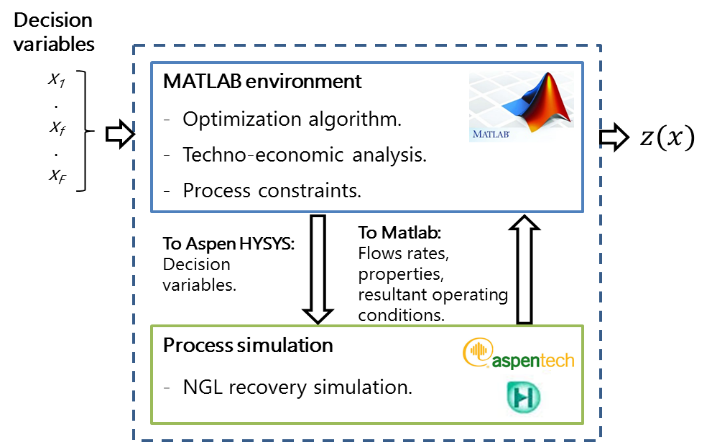 Decision
variables
x1
.
xf
.
xF
MATLAB environment
- Optimization algorithm.
- Techno-economic analysis.
- Process constraints.
MATLAB®
z(x)
To Aspen HYSYS:
Decision
variables.
To Matlab:
Flows rates,
properties,
resultant operating
conditions.
Process simulation
- NGL recovery simulation.
aspentech
H